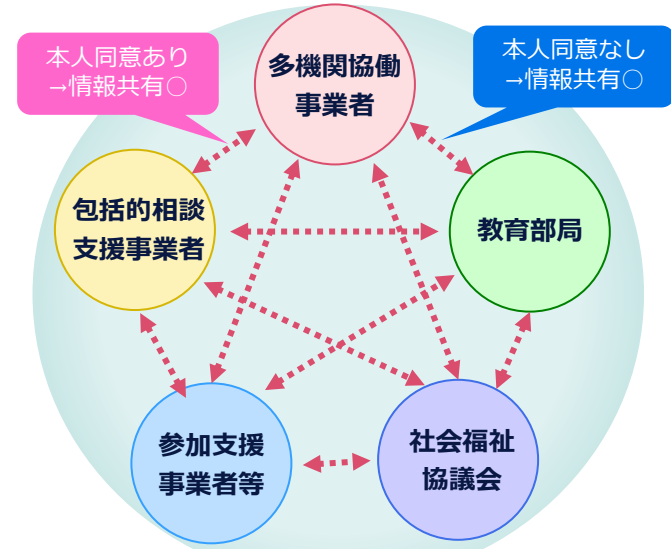 本人同意あり
→情報共有○
本人同意なし
→情報共有○
多機関協働
事業者
包括的相談
支援事業者
教育部局
参加支援
事業者等
社会福祉
協議会